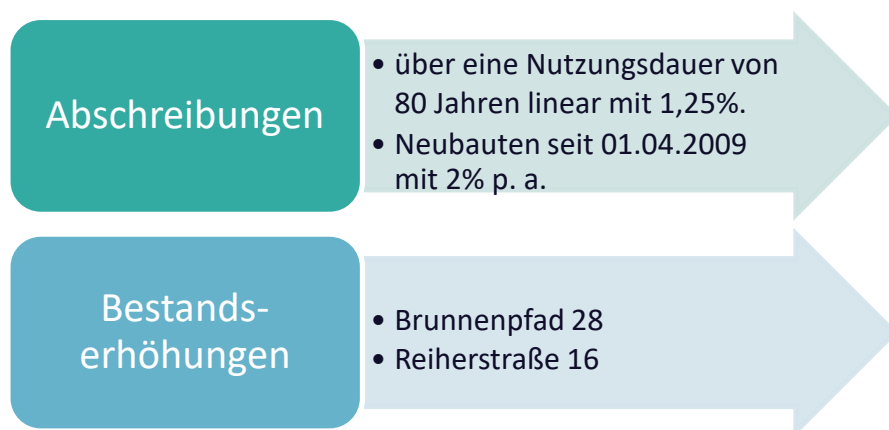 Abschreibungen
• über eine Nutzungsdauer von
80 Jahren linear mit 1,25%.
• Neubauten seit 01.04.2009
mit 2% p. a.
Bestands-
erhöhungen
• Brunnenpfad 28
• Reiherstraße 16